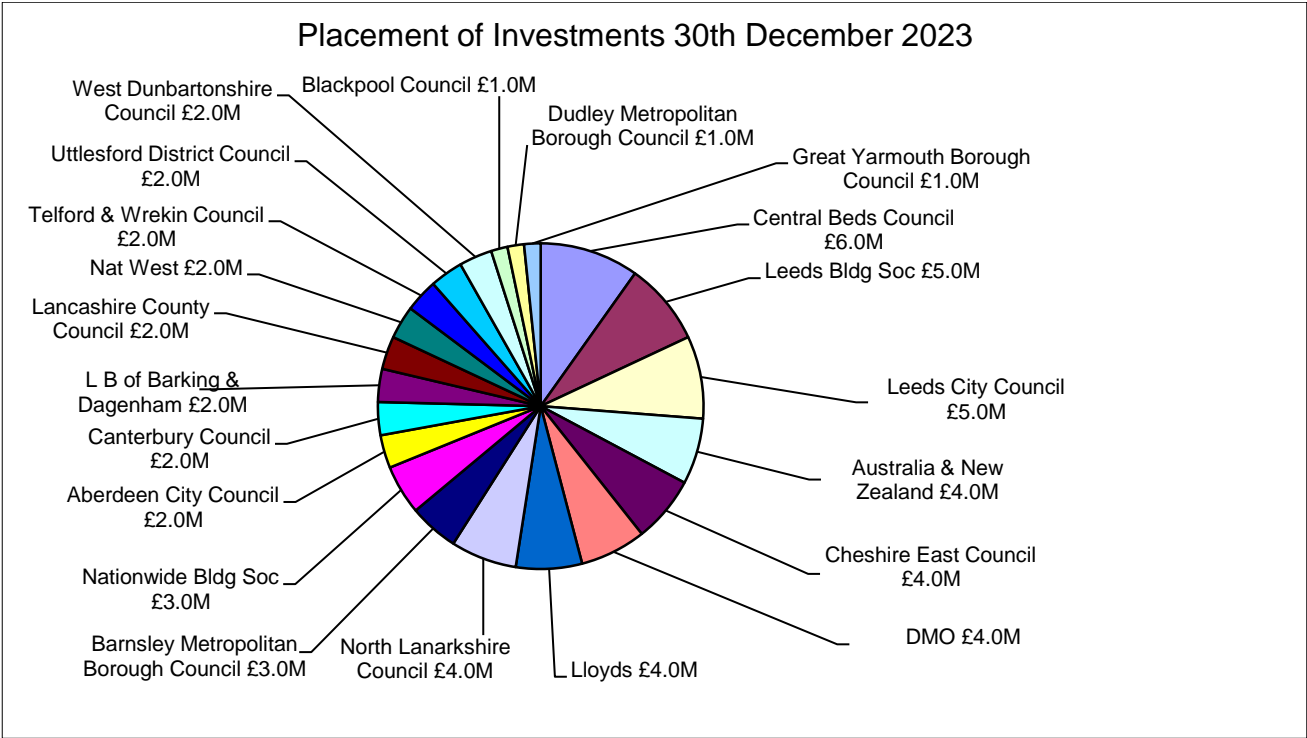 Placement of Investments 30th December 2023
West Dunbartonshire
Council £2.0M
Blackpool Council £1.0M
Dudley Metropolitan
Borough Council £1.0M
Great Yarmouth Borough
Council £1.0M
Central Beds Council
£6.0M
Leeds Bldg Soc £5.0M
Leeds City Council
£5.0M
Australia & New
Zealand £4.0M
Cheshire East Council
£4.0M
DMO £4.0M
Lloyds £4.0M
North Lanarkshire
Council £4.0M
Barnsley Metropolitan
Borough Council £3.0M
Nationwide Bldg Soc
£3.0M
Aberdeen City Council
£2.0M
Canterbury Council
£2.0M
L B of Barking &
Dagenham £2.0M
Lancashire County
Council £2.0M
Nat West £2.0M
Telford & Wrekin Council
£2.0M
Uttlesford District Council
£2.0M